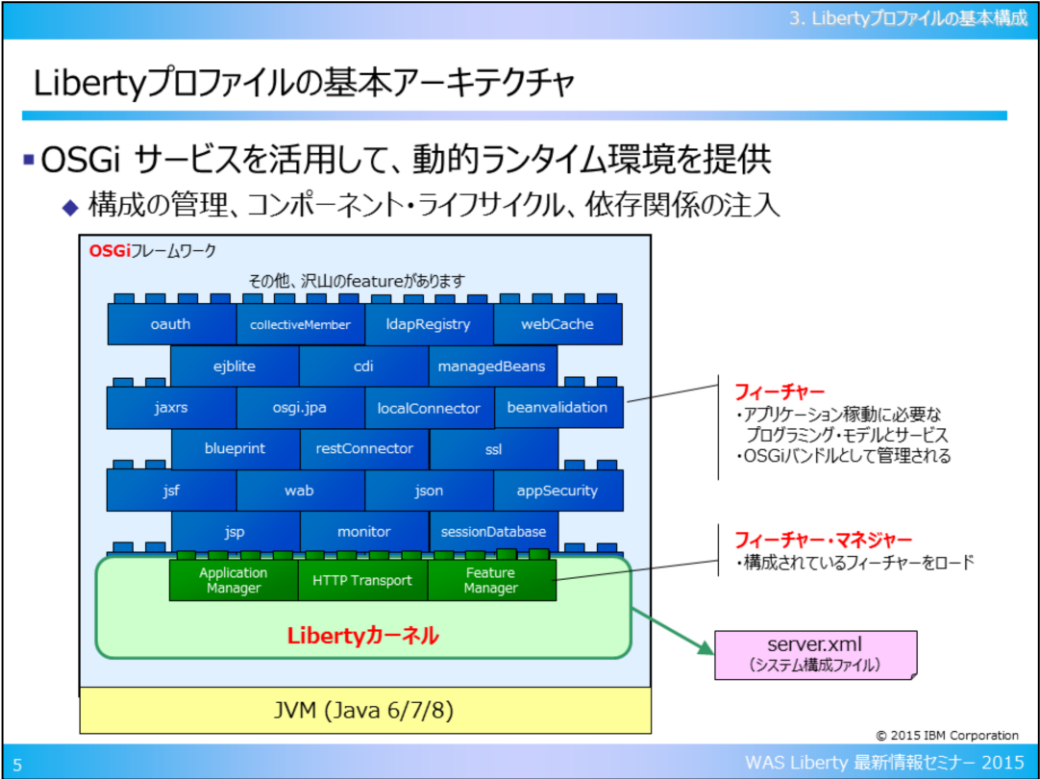 3. Libertyプロファイルの基本構成
Libertyプロファイルの基本アーキテクチャ
OSGi サービスを活用して、動的ランタイム環境を提供
構成の管理、コンポーネント・ライフサイクル、依存関係の注入
OSGiフレームワーク
その他、沢山のfeatureがあります
oauth
collectiveMember
ldapRegistry
webCache
ejblite
cdi
managedBeans
jaxrs
osgi.jpa
localConnector
beanvalidation
blueprint
restConnector
ssl
jsf
wab
json
appSecurity
jsp
monitor
sessionDatabase
Application
Manager
HTTP Transport
Feature
Manager
Libertyカーネル
JVM (Java 6/7/8)
フィーチャー
・アプリケーション稼動に必要な
プログラミング・モデルとサービス
・OSGiバンドルとして管理される
フィーチャー・マネジャー
・構成されているフィーチャーをロード
server.xml
(システム構成ファイル)
© 2015 IBM Corporation
5
WAS Liberty 最新情報セミナー 2015